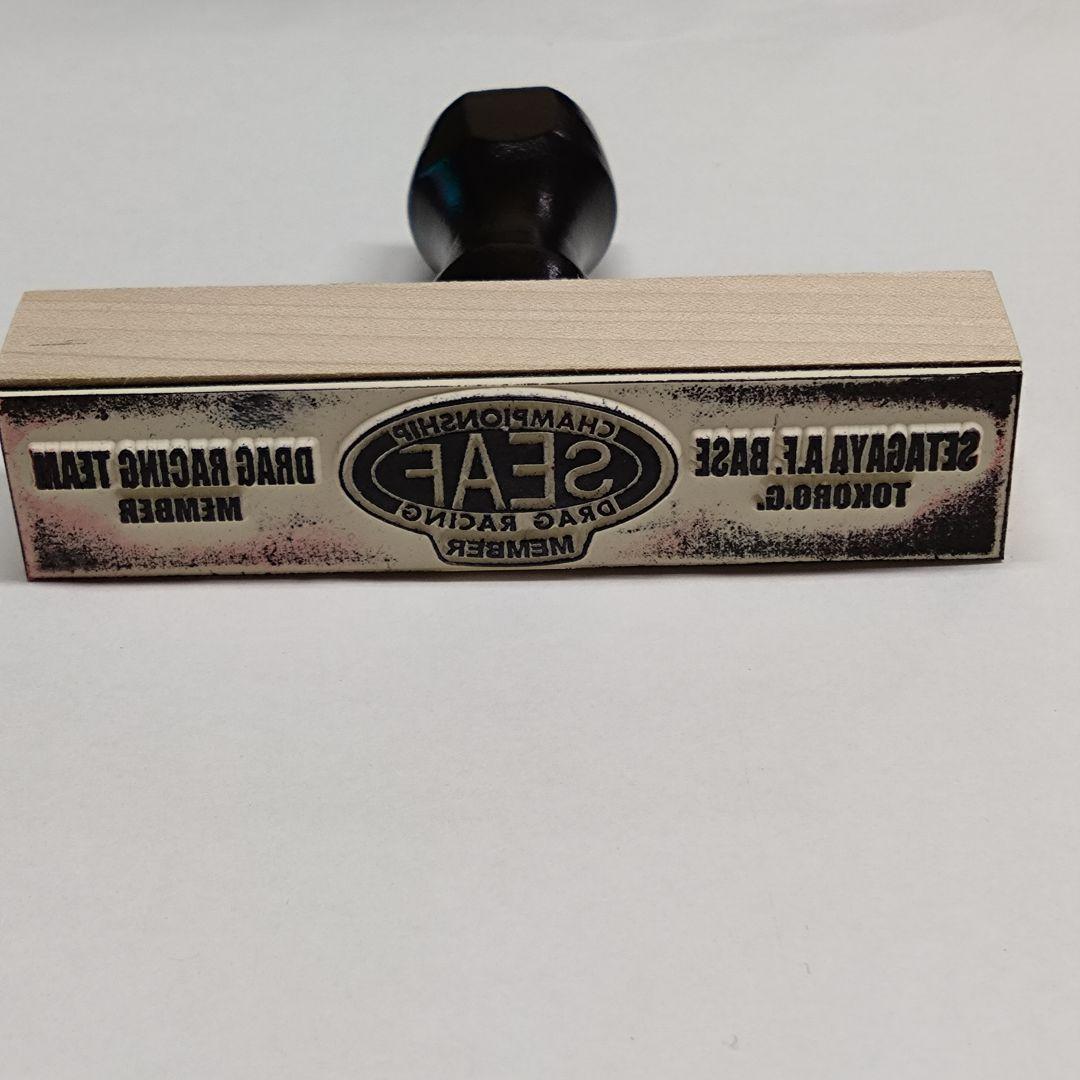 SETAGAYA A.F. BASE
TOKORO.G.
CHAMPIONSHIP
SEAF
DRAG RACING
MEMBER
DRAG RACING TEAM
MEMBER